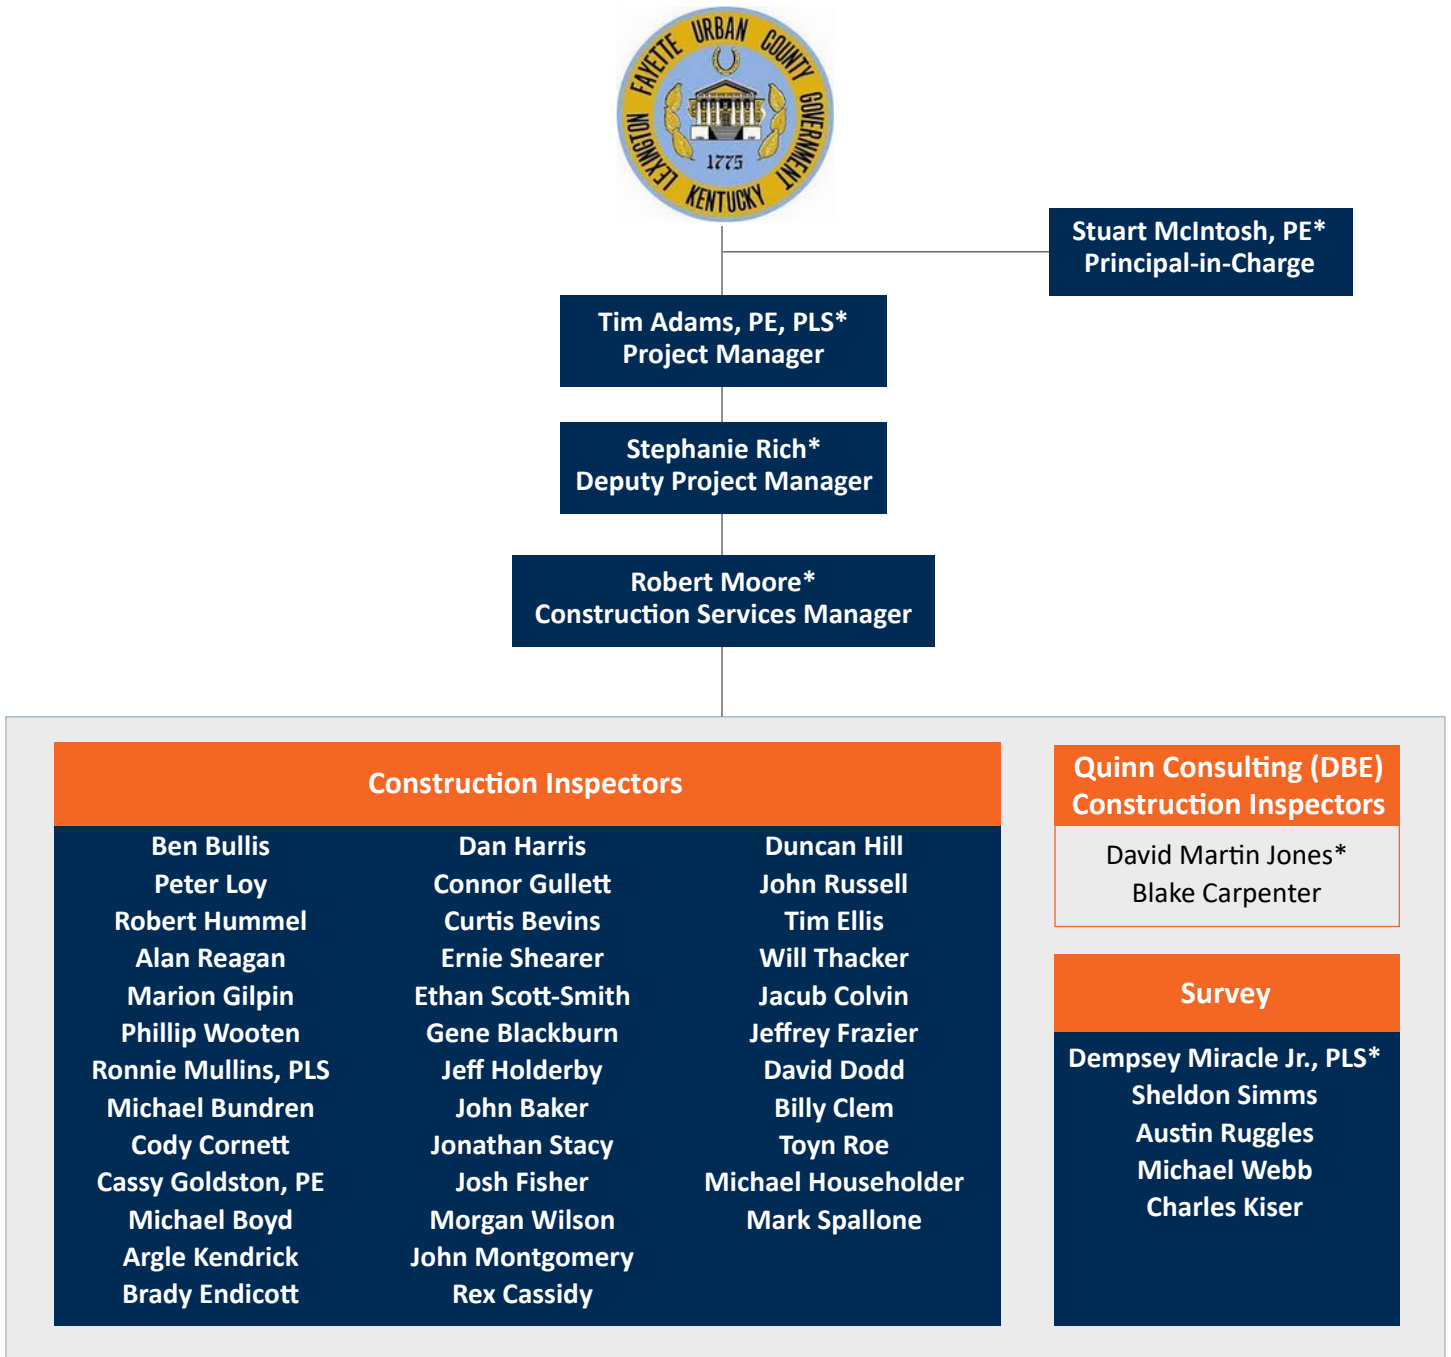 LEXINGTON FAYETTE URBAN COUNTY GOVERNMENT
1775
KENTUCKY
Stuart McIntosh, PE*
Principal-in-Charge
Tim Adams, PE, PLS*
Project Manager
Stephanie Rich*
Deputy Project Manager
Robert Moore*
Construction Services Manager
Construction Inspectors
Ben Bullis
Peter Loy
Robert Hummel
Alan Reagan
Marion Gilpin
Phillip Wooten
Ronnie Mullins, PLS
Michael Bundren
Cody Cornett
Cassy Goldston, PE
Michael Boyd
Argle Kendrick
Brady Endicott
Dan Harris
Connor Gullett
Curtis Bevins
Ernie Shearer
Ethan Scott-Smith
Gene Blackburn
Jeff Holderby
John Baker
Jonathan Stacy
Josh Fisher
Morgan Wilson
John Montgomery
Rex Cassidy
Duncan Hill
John Russell
Tim Ellis
Will Thacker
Jacub Colvin
Jeffrey Frazier
David Dodd
Billy Clem
Toyn Roe
Michael Householder
Mark Spallone
Quinn Consulting (DBE)
Construction Inspectors
David Martin Jones*
Blake Carpenter
Survey
Dempsey Miracle Jr., PLS*
Sheldon Simms
Austin Ruggles
Michael Webb
Charles Kiser